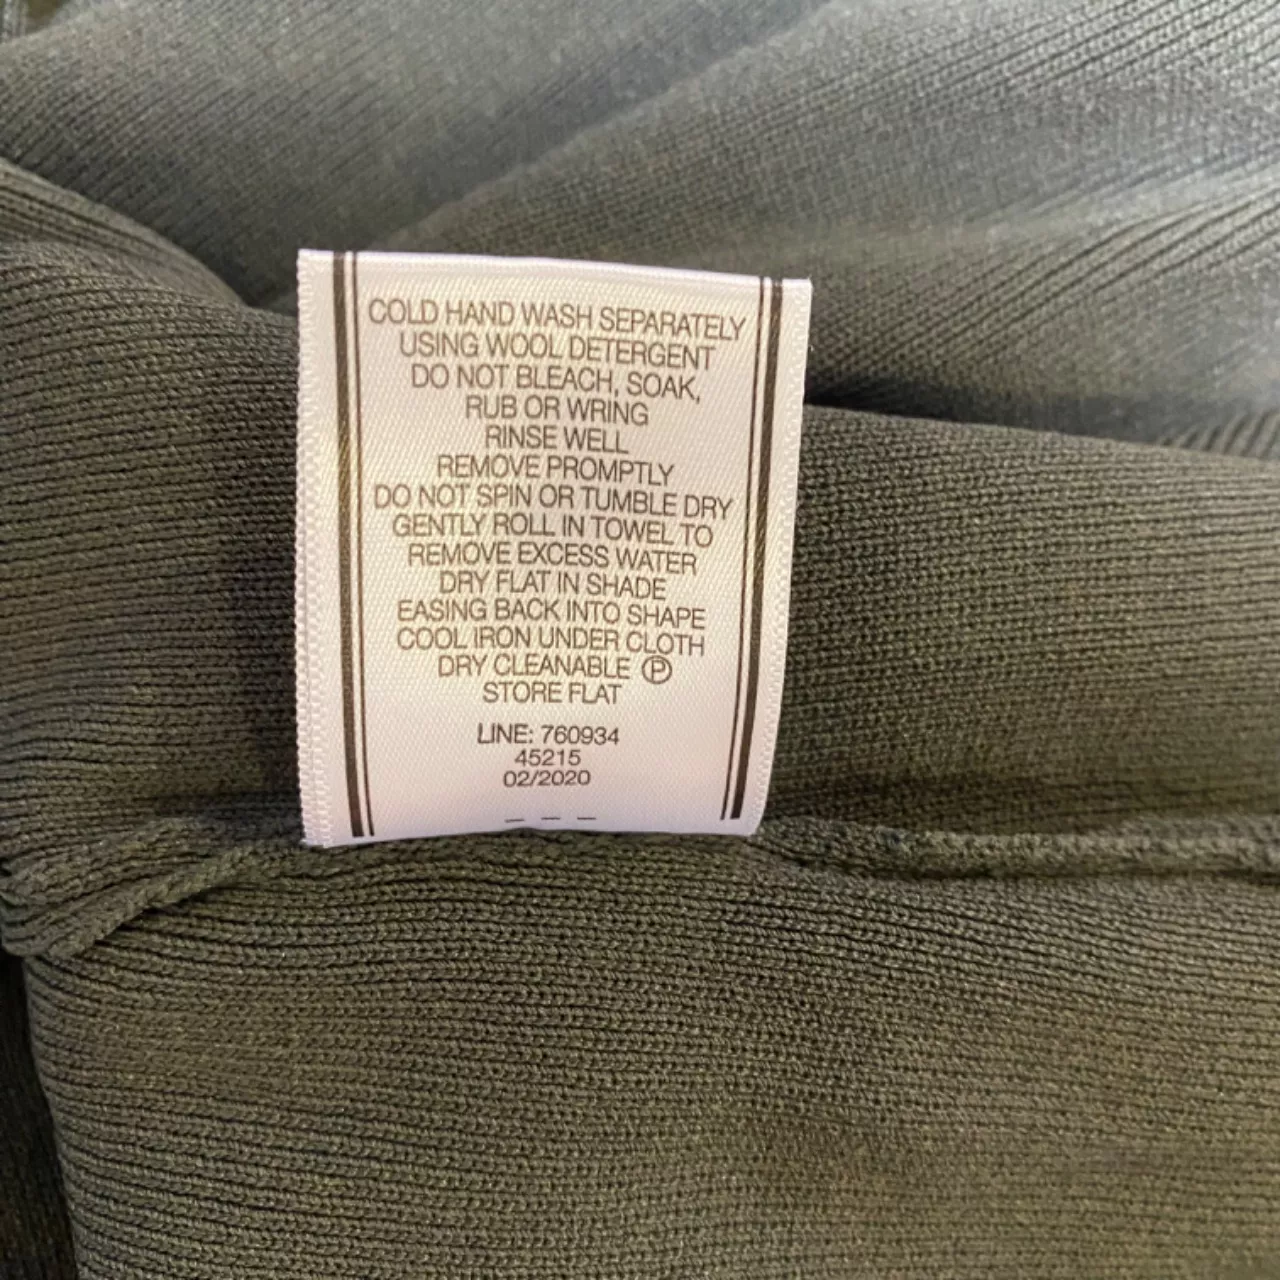 COLD HAND WASH SEPARATELY
USING WOOL DETERGENT
DO NOT BLEACH, SOAK,
RUB OR WRING
RINSE WELL
REMOVE PROMPTLY
DO NOT SPIN OR TUMBLE DRY
GENTLY ROLL IN TOWEL TO
REMOVE EXCESS WATER
DRY FLAT IN SHADE
EASING BACK INTO SHAPE
COOL IRON UNDER CLOTH
DRY CLEANABLE Ⓟ
STORE FLAT
LINE: 760934
45215
02/2020